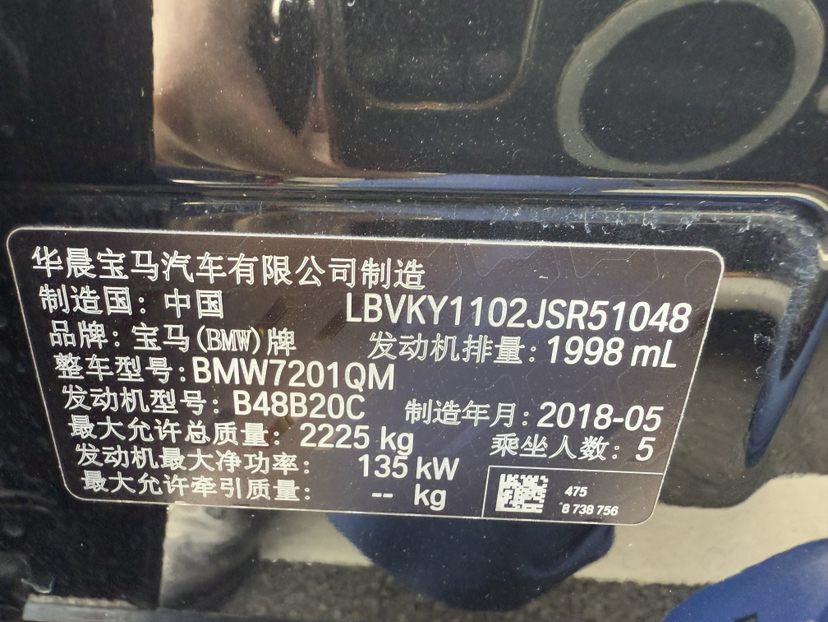 华晨宝马汽车有限公司制造
制造国：中国 LBVKY1102JSR51048
品牌：宝马(BMW)牌 发动机排量：1998 mL
整车型号：BMW7201QM
发动机型号：B48B20C 制造年月：2018-05
最大允许总质量：2225 kg 乘坐人数：5
发动机最大净功率：135 kW
最大允许牵引质量：-- kg
475
8 738 756